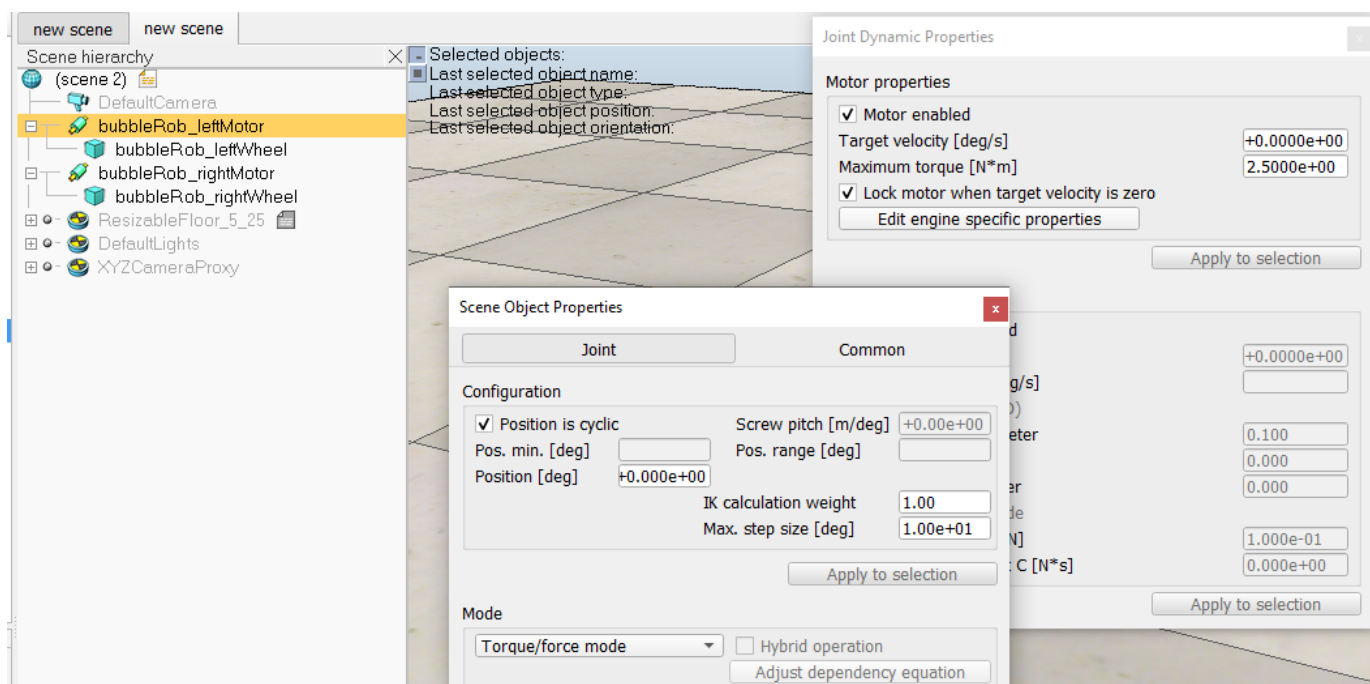 new scene
new scene
Scene hierarchy
(scene 2)
DefaultCamera
bubbleRob_leftMotor
bubbleRob_leftWheel
bubbleRob_rightMotor
bubbleRob_rightWheel
ResizableFloor_5_25
DefaultLights
XYZCameraProxy
Selected objects:
Last selected object name:
Last selected object type:
Last selected object position:
Last selected object orientation:
Joint Dynamic Properties
Motor properties
Motor enabled
Target velocity [deg/s] +0.0000e+00
Maximum torque [N*m] 2.5000e+00
Lock motor when target velocity is zero
Edit engine specific properties
Apply to selection
d
+0.0000e+00
g/s]
)
eter 0.100
0.000
er 0.000
de
N] 1.000e-01
C [N*s] 0.000e+00
Apply to selection
Scene Object Properties
x
Joint Common
Configuration
Position is cyclic Screw pitch [m/deg] +0.00e+00
Pos. min. [deg] Pos. range [deg]
Position [deg] +0.000e+00
IK calculation weight 1.00
Max. step size [deg] 1.00e+01
Apply to selection
Mode
Torque/force mode Hybrid operation
Adjust dependency equation